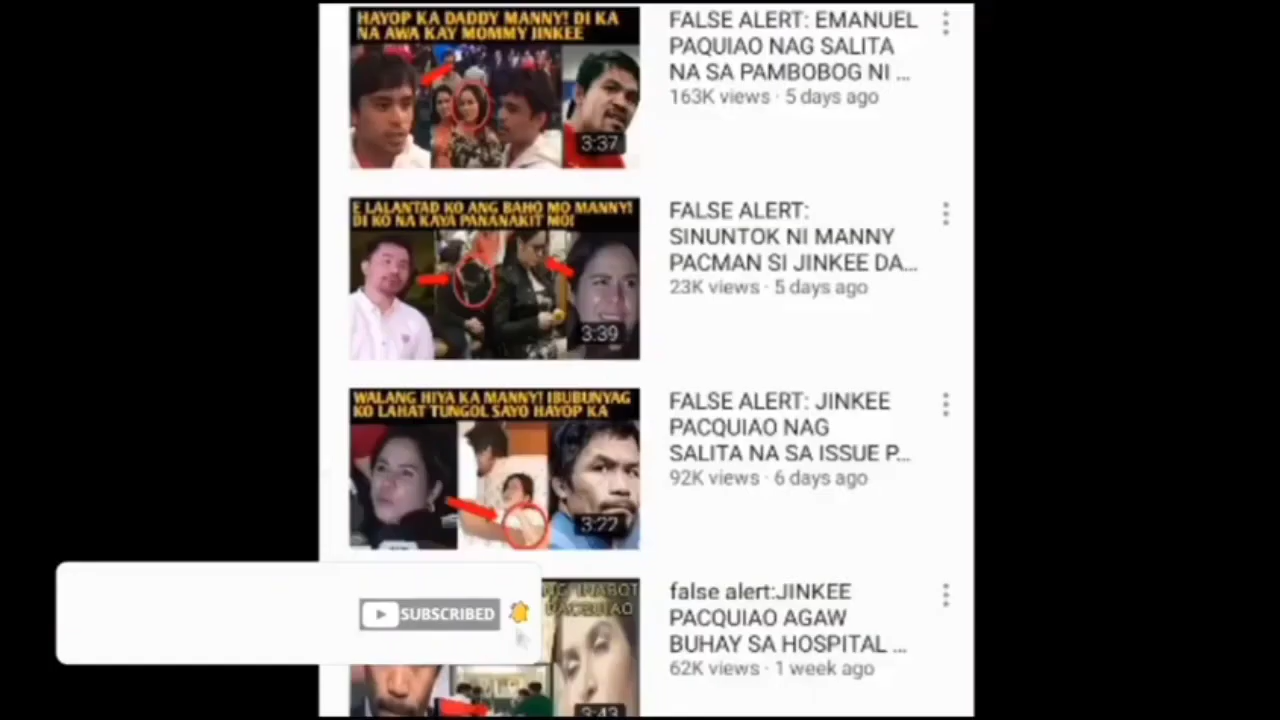 HAYOP KA DADDY MANNY! DI KA
NA AWA KAY MOMMY JINKEE
3:37
FALSE ALERT: EMANUEL
PAQUIAO NAG SALITA
NA SA PAMBOBOG NI ...
163K views · 5 days ago
E LALANTAD KO ANG BAHO MO MANNY!
DI KO NA KAYA PANANAKIT MO!
3:39
FALSE ALERT:
SINUNTOK NI MANNY
PACMAN SI JINKEE DA...
23K views · 5 days ago
WALANG HIYA KA MANNY! IBUBUNYAG
KO LAHAT TUNGOL SAYO HAYOP KA
3:22
FALSE ALERT: JINKEE
PACQUIAO NAG
SALITA NA SA ISSUE P...
92K views · 6 days ago
SUBSCRIBED
3:43
false alert:JINKEE
PACQUIAO AGAW
BUHAY SA HOSPITAL ...
62K views · 1 week ago